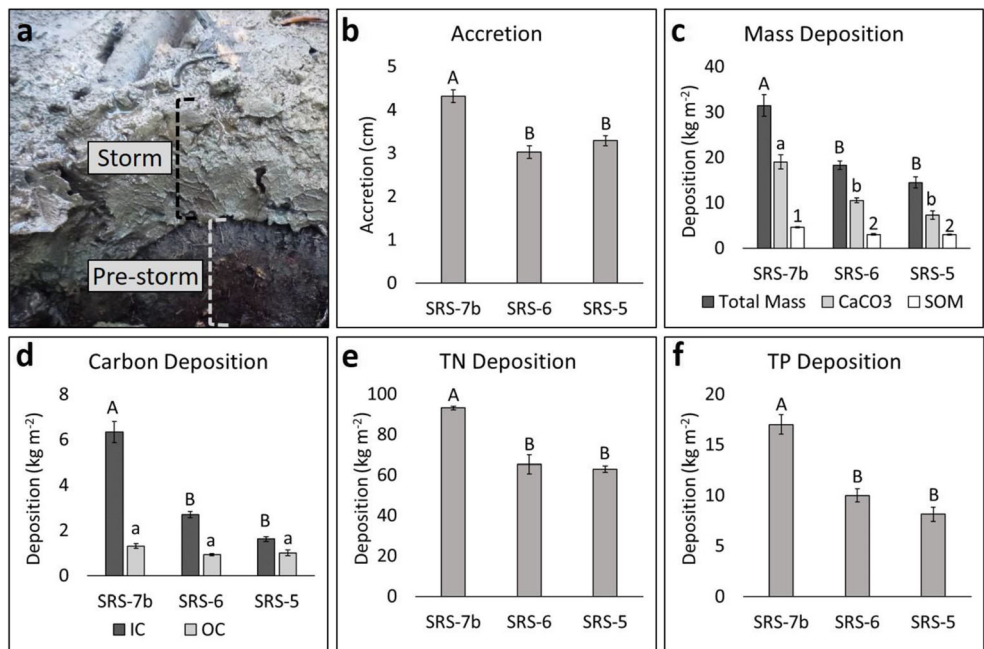 a
Storm
Pre-storm
b
Accretion
Accretion (cm)
5
4
3
2
1
0
A
B
B
SRS-7b
SRS-6
SRS-5
c
Mass Deposition
Deposition (kg m⁻²)
40
30
20
10
0
A
a
1
B
b
2
B
b
2
SRS-7b
SRS-6
SRS-5
Total Mass
CaCO3
SOM
d
Carbon Deposition
Deposition (kg m⁻²)
8
6
4
2
0
A
a
B
a
B
a
SRS-7b
SRS-6
SRS-5
IC
OC
e
TN Deposition
Deposition (kg m⁻²)
100
80
60
40
20
0
A
B
B
SRS-7b
SRS-6
SRS-5
f
TP Deposition
Deposition (kg m⁻²)
20
15
10
5
0
A
B
B
SRS-7b
SRS-6
SRS-5